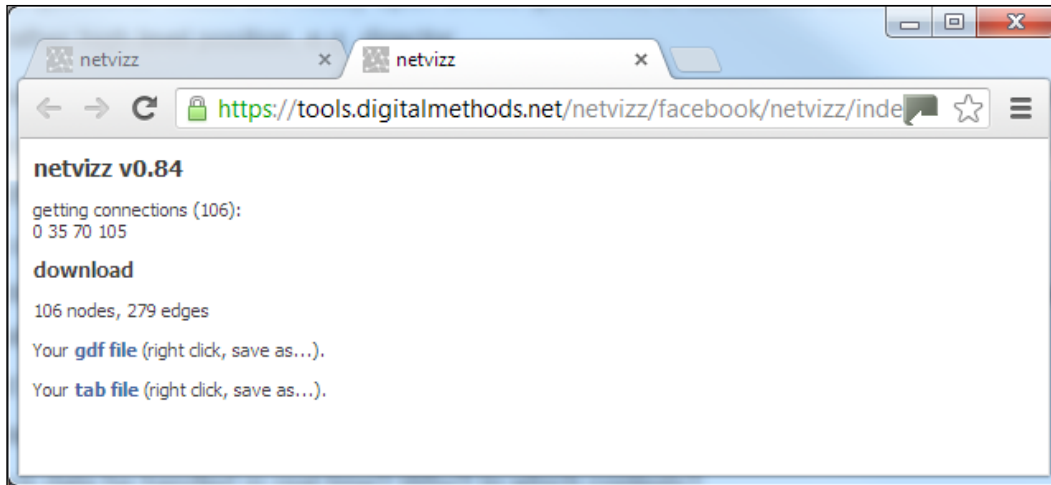 netvizz
netvizz
https://tools.digitalmethods.net/netvizz/facebook/netvizz/inde
netvizz v0.84
getting connections (106):
0 35 70 105
download
106 nodes, 279 edges
Your gdf file (right click, save as...).
Your tab file (right click, save as...).